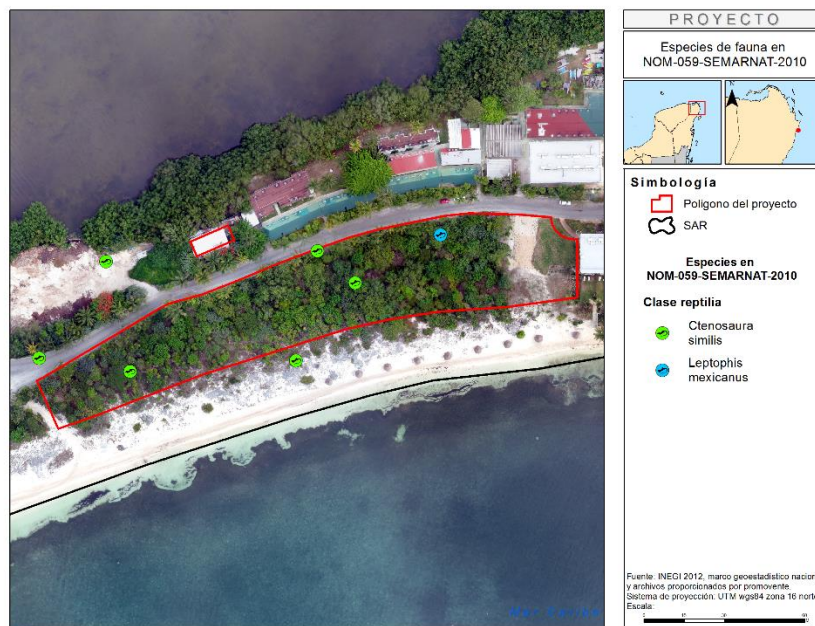 PROYECTO
Especies de fauna en
NOM-059-SEMARNAT-2010
N
Simbología
Polígono del proyecto
SAR
Especies en
NOM-059-SEMARNAT-2010
Clase reptilia
Ctenosaura
similis
Leptophis
mexicanus
Fuente: INEGI 2012, marco geoestadístico nacion
y archivos proporcionados por promovente.
Sistema de proyección: UTM wgs84 zona 16 norte
Escala:
Mar Caribe